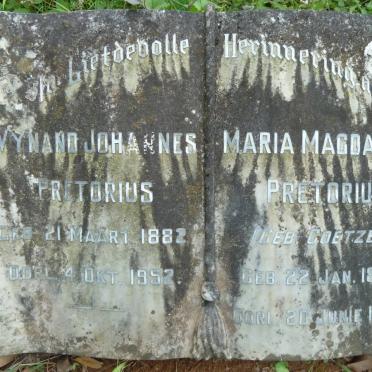 In Liefdevolle Herinnering a
WYNAND JOHANNES
PRETORIUS
GEB. 21 MAART 1882
OORL. 4 OKT. 1952.
MARIA MAGDA
PRETORIU
(GEB. COETZE
GEB. 22 JAN. 18
OORL. 20 JUNIE 1